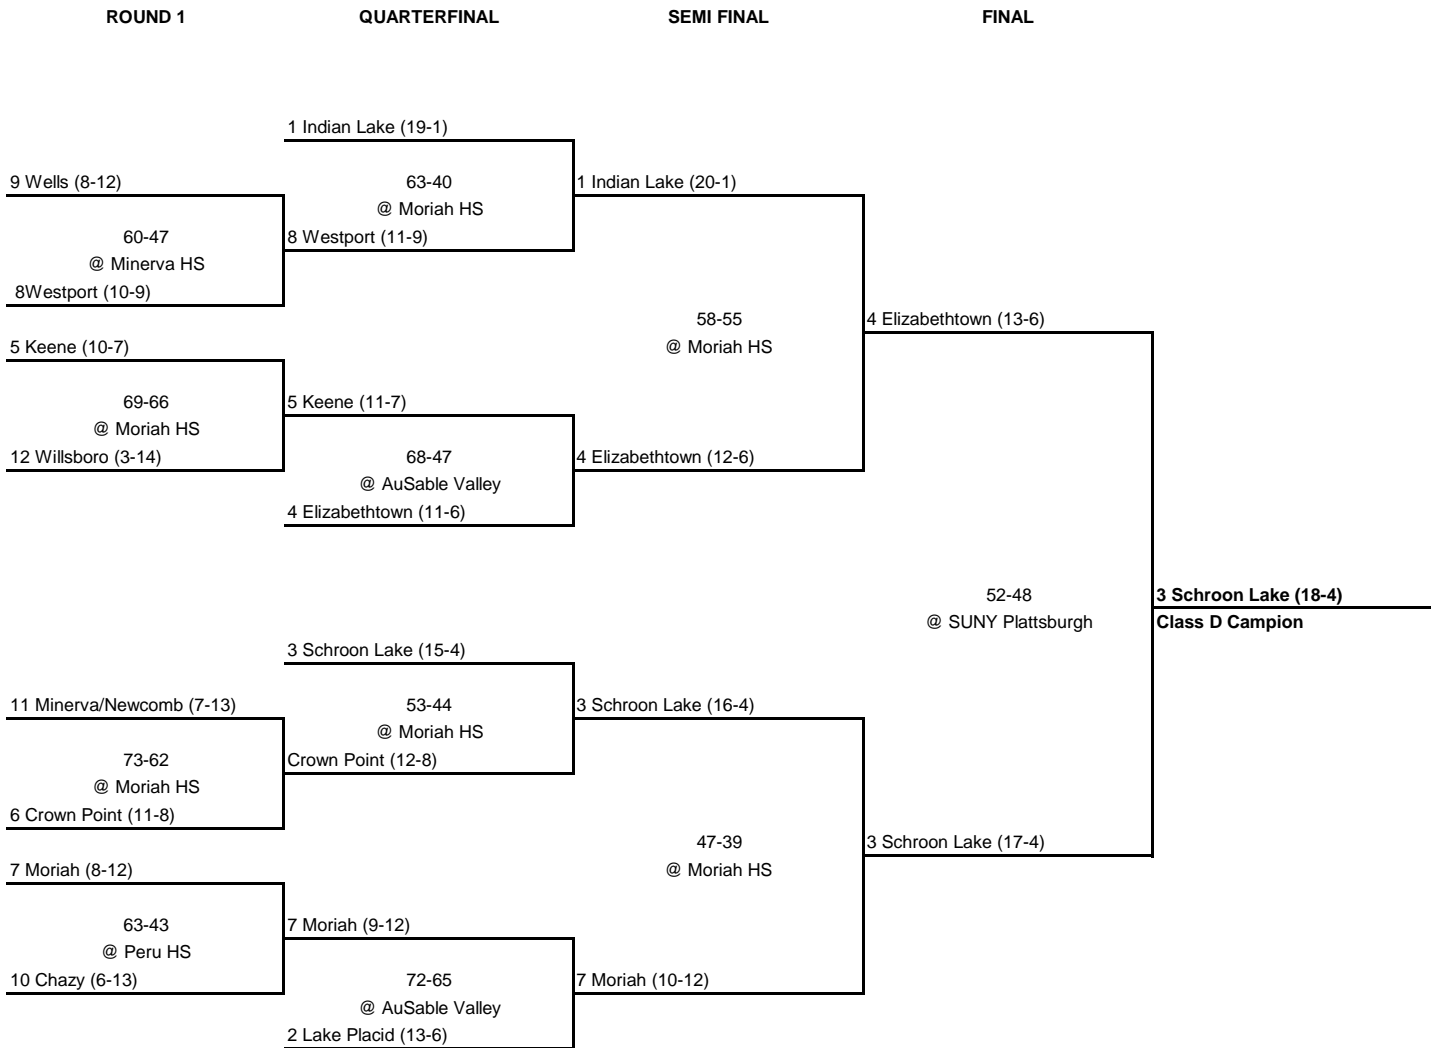 ROUND 1 QUARTERFINAL SEMI FINAL FINAL
1 Indian Lake (19-1)
9 Wells (8-12) 63-40 1 Indian Lake (20-1)
@ Moriah HS
60-47 8 Westport (11-9)
@ Minerva HS
8Westport (10-9)
58-55 4 Elizabethtown (13-6)
5 Keene (10-7) @ Moriah HS
69-66 5 Keene (11-7)
@ Moriah HS
12 Willsboro (3-14) 68-47 4 Elizabethtown (12-6)
@ AuSable Valley
4 Elizabethtown (11-6)
52-48 3 Schroon Lake (18-4)
@ SUNY Plattsburgh Class D Campion
3 Schroon Lake (15-4)
11 Minerva/Newcomb (7-13) 53-44 3 Schroon Lake (16-4)
@ Moriah HS
73-62 Crown Point (12-8)
@ Moriah HS
6 Crown Point (11-8)
47-39 3 Schroon Lake (17-4)
7 Moriah (8-12) @ Moriah HS
63-43 7 Moriah (9-12)
@ Peru HS
10 Chazy (6-13) 72-65 7 Moriah (10-12)
@ AuSable Valley
2 Lake Placid (13-6)